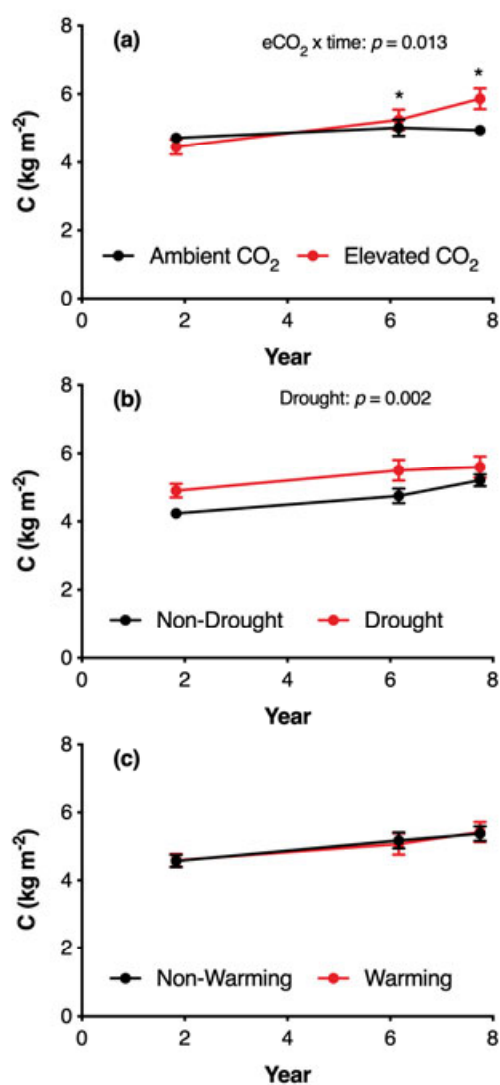 (a)
eCO₂ x time: p = 0.013
*
*
8
6
4
2
0
C (kg m⁻²)
Ambient CO₂
Elevated CO₂
0 2 4 6 8
Year
(b)
Drought: p = 0.002
8
6
4
2
0
C (kg m⁻²)
Non-Drought
Drought
0 2 4 6 8
Year
(c)
8
6
4
2
0
C (kg m⁻²)
Non-Warming
Warming
0 2 4 6 8
Year